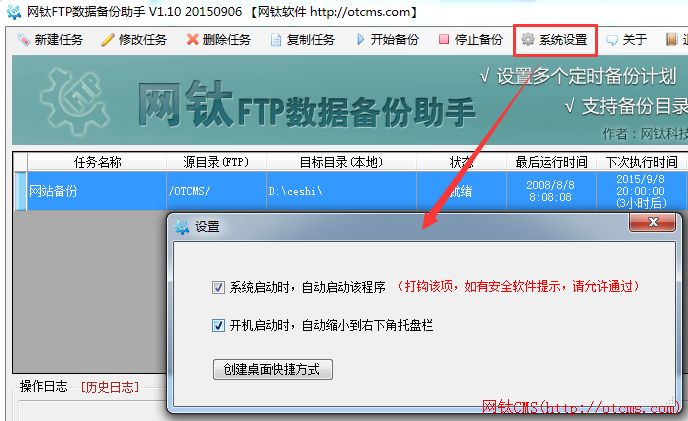 网钛FTP数据备份助手 V1.10 20150906 【网钛软件 http://otcms.com】
新建任务 修改任务 删除任务 复制任务 开始备份 停止备份 系统设置 关于
网钛FTP数据备份助手
√ 设置多个定时备份计划
√ 支持备份目录
作者：网钛科技
任务名称 源目录(FTP) 目标目录(本地) 状态 最后运行时间 下次执行时间
网站备份 /OTCMS/ D:\ceshi\ 就绪 2008/8/8 8:08:08 2015/9/8 20:00:00 (3小时后)
设置
系统启动时，自动启动该程序 （打钩该项，如有安全软件提示，请允许通过）
开机启动时，自动缩小到右下角托盘栏
创建桌面快捷方式
操作日志 [历史日志]
网钛CMS(http://otcms.com)